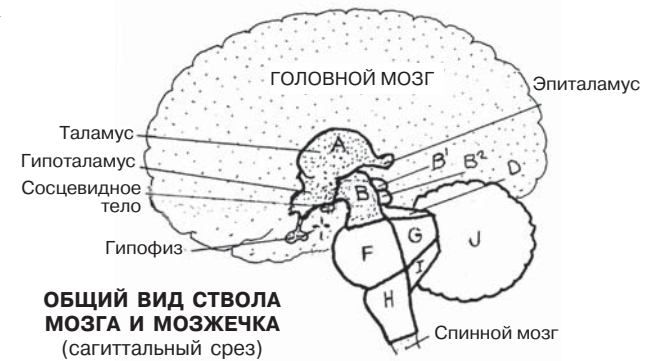 ГОЛОВНОЙ МОЗГ
Эпиталамус
Таламус
Гипоталамус
Сосцевидное
тело
Гипофиз
A
B
B¹
B²
D
F
G
I
J
H
Спинной мозг
ОБЩИЙ ВИД СТВОЛА
МОЗГА И МОЗЖЕЧКА
(сагиттальный срез)